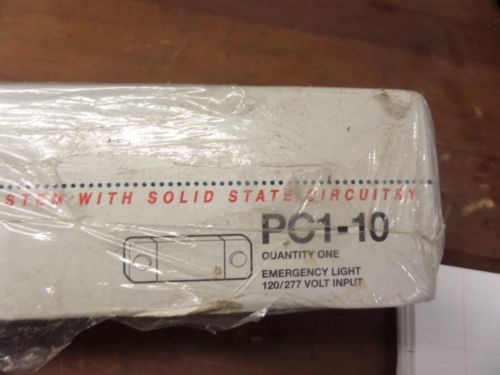 STEM WITH SOLID STATE CIRCUITRY
PC1-10
QUANTITY ONE
EMERGENCY LIGHT
120/277 VOLT INPUT